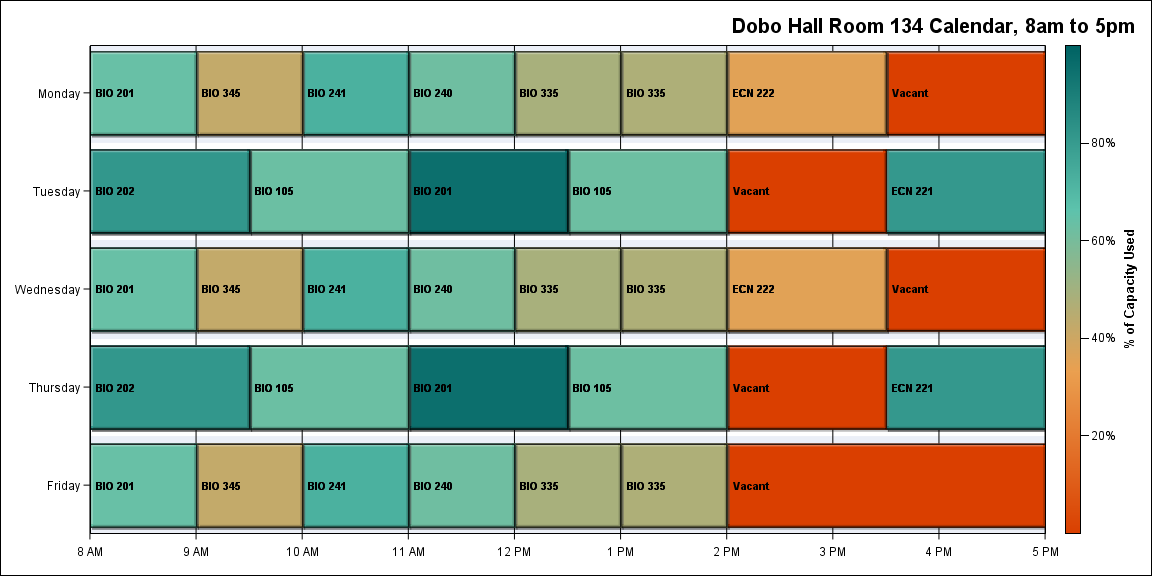 Dobo Hall Room 134 Calendar, 8am to 5pm
Monday
BIO 201
BIO 345
BIO 241
BIO 240
BIO 335
BIO 335
ECN 222
Vacant
Tuesday
BIO 202
BIO 105
BIO 201
BIO 105
Vacant
ECN 221
Wednesday
BIO 201
BIO 345
BIO 241
BIO 240
BIO 335
BIO 335
ECN 222
Vacant
Thursday
BIO 202
BIO 105
BIO 201
BIO 105
Vacant
ECN 221
Friday
BIO 201
BIO 345
BIO 241
BIO 240
BIO 335
BIO 335
Vacant
8 AM
9 AM
10 AM
11 AM
12 PM
1 PM
2 PM
3 PM
4 PM
5 PM
80%
60%
40%
20%
% of Capacity Used